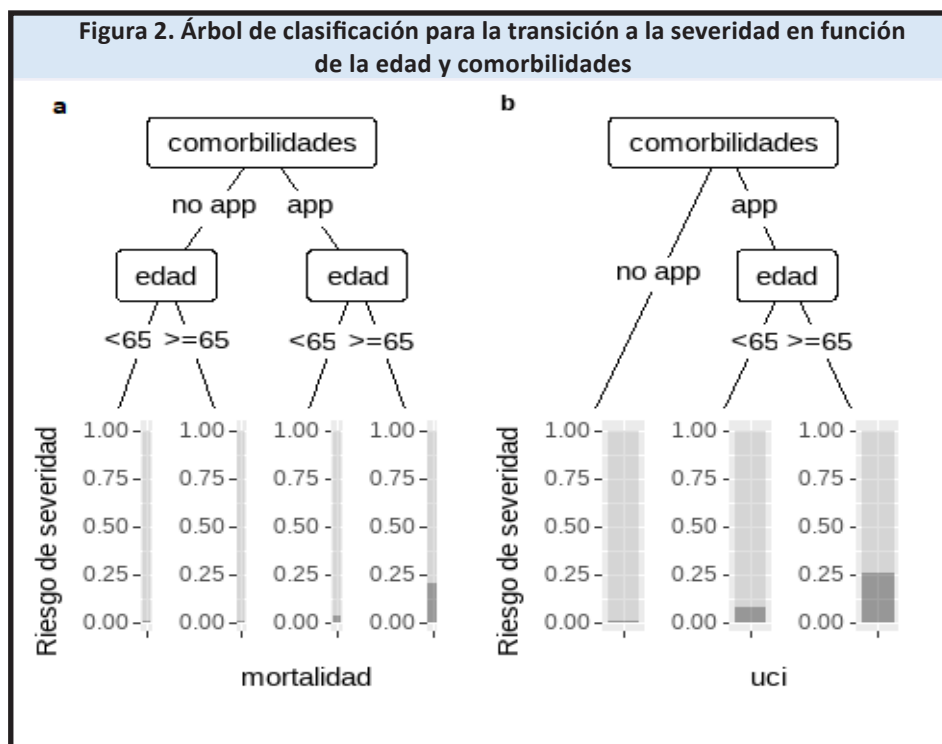 Figura 2. Árbol de clasificación para la transición a la severidad en función
de la edad y comorbilidades
a
comorbilidades
no app
app
edad
edad
<65
>=65
<65
>=65
Riesgo de severidad
1.00
0.75
0.50
0.25
0.00
1.00
0.75
0.50
0.25
0.00
1.00
0.75
0.50
0.25
0.00
1.00
0.75
0.50
0.25
0.00
mortalidad
b
comorbilidades
app
no app
edad
<65
>=65
Riesgo de severidad
1.00
0.75
0.50
0.25
0.00
1.00
0.75
0.50
0.25
0.00
1.00
0.75
0.50
0.25
0.00
uci